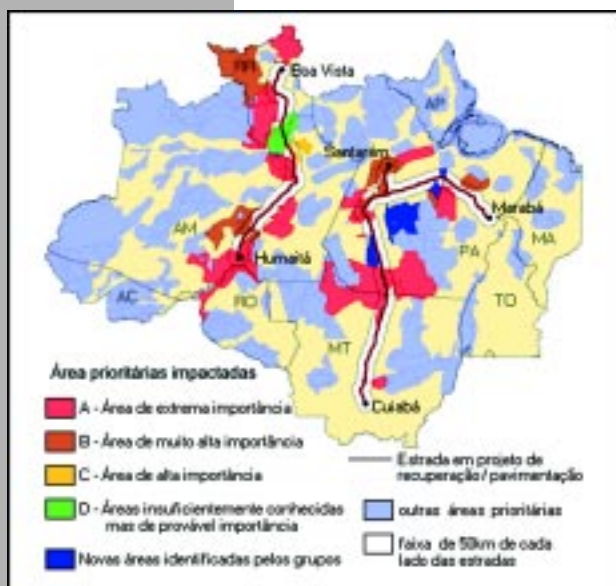 RR
Boa Vista
AP
Santarém
Marabá
AM
PA
MA
Humaitá
AC
RO
TO
MT
Cuiabá
Área prioritárias impactadas
A - Área de extrema importância
B - Área de muito alta importância
C - Área de alta importância
D - Áreas insuficientemente conhecidas
mas de provável importância
Novas áreas identificadas pelos grupos
Estrada em projeto de
recuperação/pavimentação
outras áreas prioritárias
faixa de 50km de cada
lado das estradas